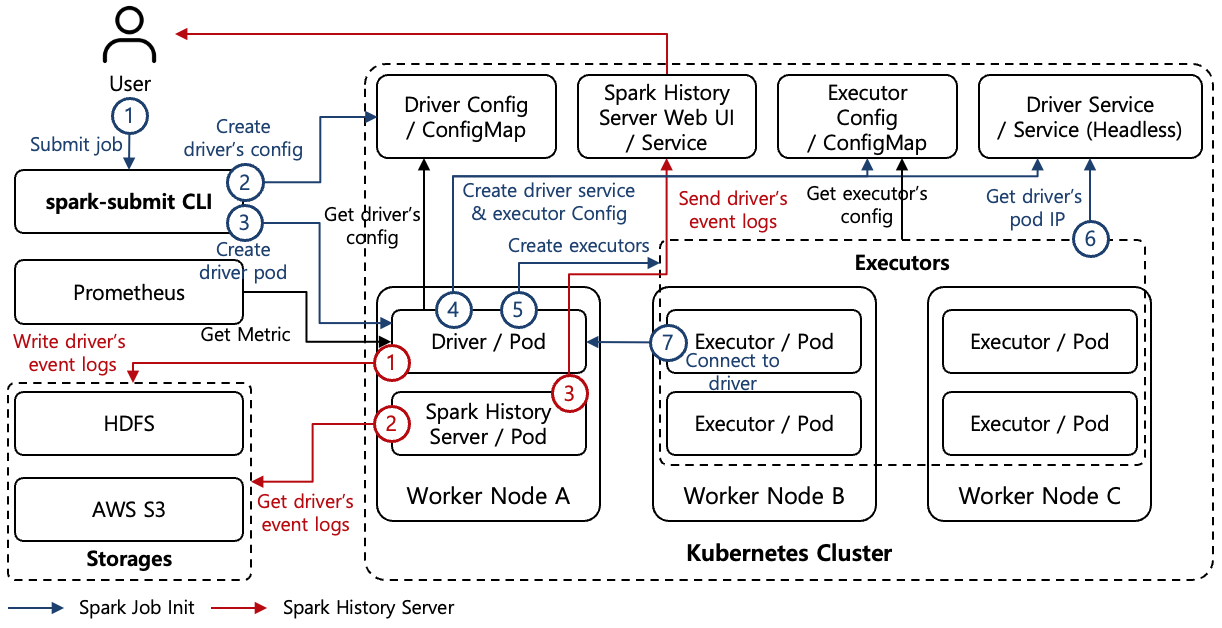 User
1
Submit job
Create
driver's config
2
spark-submit CLI
3
Create
driver pod
Prometheus
Get Metric
Write driver's
event logs
HDFS
AWS S3
Storages
Get driver's
event logs
Driver Config
/ ConfigMap
Spark History
Server Web UI
/ Service
Executor
Config
/ ConfigMap
Driver Service
/ Service (Headless)
Get driver's
config
Create driver service
& executor Config
Create executors
Send driver's
event logs
Get executor's
config
Get driver's
pod IP
6
Executors
4
5
Driver / Pod
1
3
2
Spark History
Server / Pod
Worker Node A
7
Executor / Pod
Connect to
driver
Executor / Pod
Worker Node B
Executor / Pod
Executor / Pod
Worker Node C
Kubernetes Cluster
Spark Job Init
Spark History Server